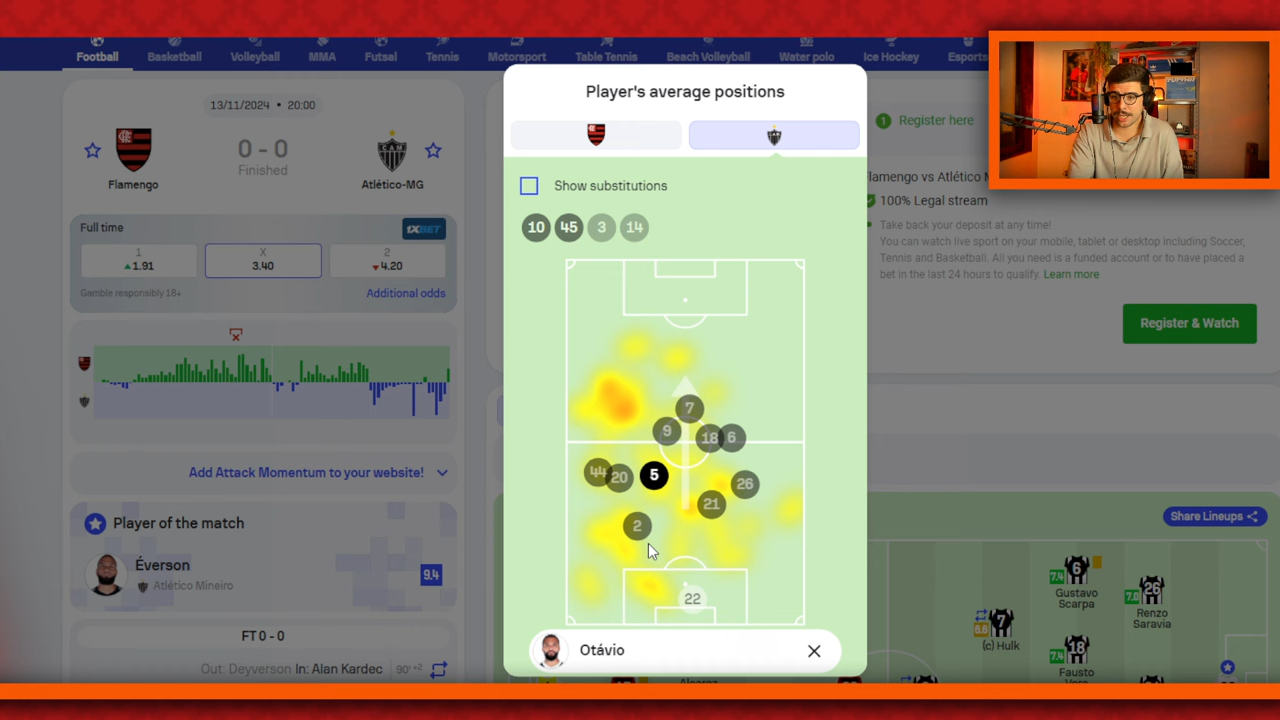 Football
Basketball
Volleyball
MMA
Futsal
Tennis
Motorsport
Table Tennis
Beach Volleyball
Water polo
Ice Hockey
Esports
13/11/2024 • 20:00
Flamengo
0 - 0
Finished
Atlético-MG
Full time
1XBET
1
1.91
X
3.40
2
4.20
Gamble responsibly 18+
Additional odds
Add Attack Momentum to your website!
Player of the match
Éverson
Atlético Mineiro
9.4
FT 0 - 0
Out: Deyverson In: Alan Kardec
90' +2
Player's average positions
CAM
Show substitutions
10 45 3 14
7
9 18 6
44 20 5 26
21
2
22
Otávio
1 Register here
Flamengo vs Atlético M
100% Legal stream
Take back your deposit at any time!
You can watch live sport on your mobile, tablet or desktop including Soccer,
Tennis and Basketball. All you need is a funded account or to have placed a
bet in the last 24 hours to qualify. Learn more
Register & Watch
Share Lineups
6
7.4
Gustavo
Scarpa
26
7.0
Renzo
Saravia
7
6.6
(c) Hulk
18
7.4
Fausto